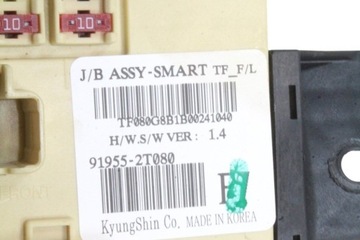 10
10
J/B ASSY-SMART TF_F/L
TF080G8B1B00241040
H/W.S/W VER : 1.4
91955-2T080
KyungShin Co. MADE IN KOREA